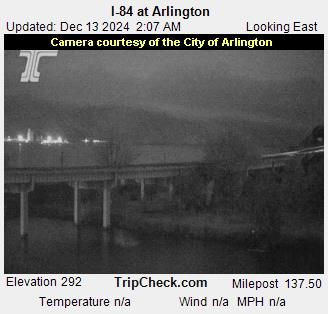 I-84 at Arlington
Updated: Dec 13 2024 2:07 AM Looking East
Camera courtesy of the City of Arlington
Elevation 292 TripCheck.com Milepost 137.50
Temperature n/a Wind n/a MPH n/a